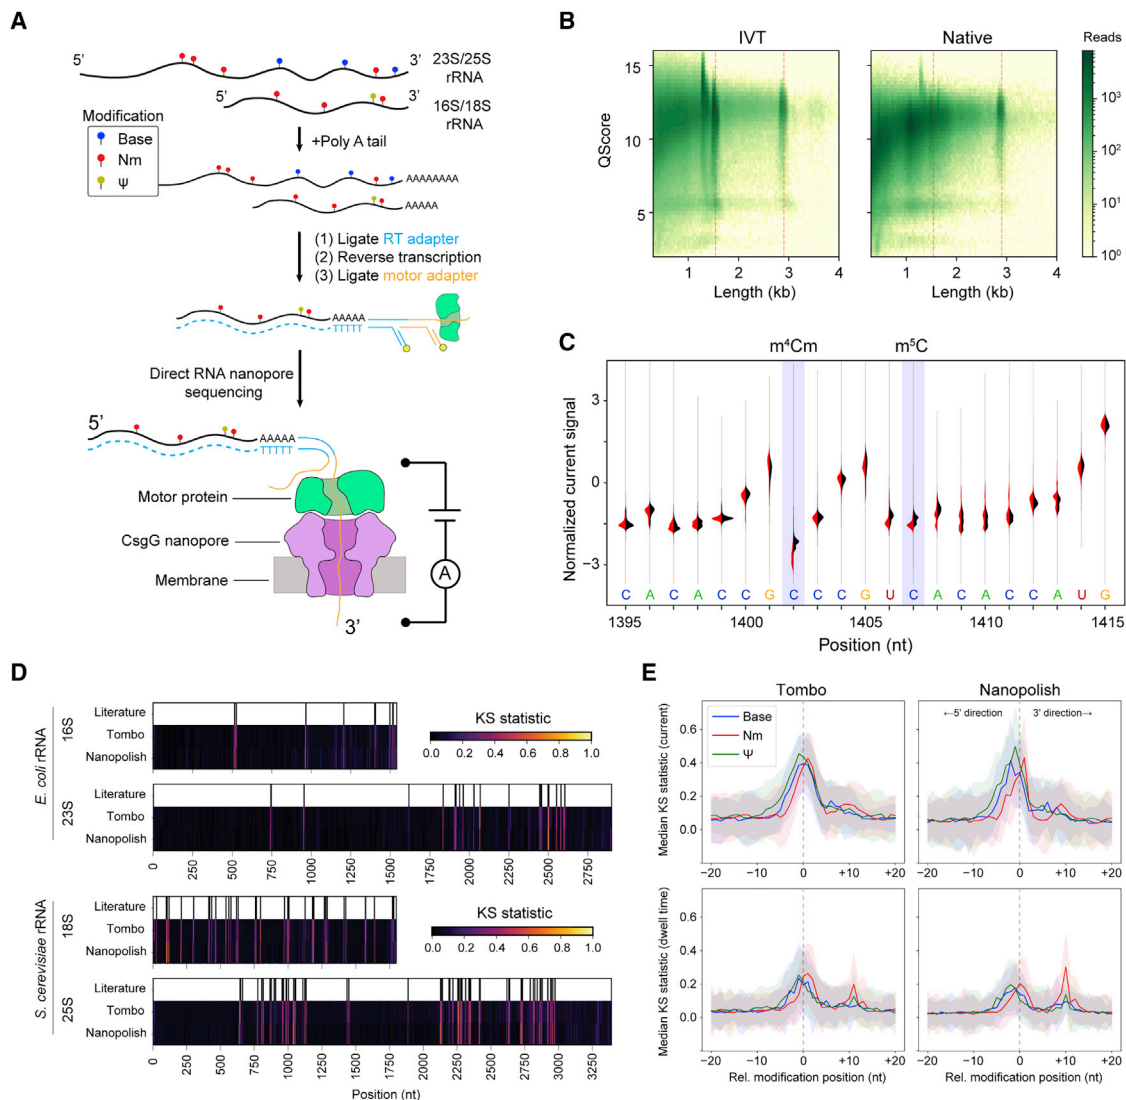 A
5’
3’
23S/25S
rRNA
5’
3’
16S/18S
rRNA
Modification
Base
Nm
Ψ
+Poly A tail
AAAAAAAA
AAAAA
(1) Ligate RT adapter
(2) Reverse transcription
(3) Ligate motor adapter
AAAAA
TTTTT
Direct RNA nanopore
sequencing
5’
AAAAA
TTTTT
Motor protein
CsgG nanopore
Membrane
A
3’
B
IVT
Native
Reads
QScore
15
10
5
1 2 3 4
Length (kb)
1 2 3 4
Length (kb)
10³
10²
10¹
10⁰
C
m⁴Cm
m⁵C
Normalized current signal
3
0
−3
C A C A C C G C C C G U C A C A C C A U G
1395 1400 1405 1410 1415
Position (nt)
D
E. coli rRNA
16S
Literature
Tombo
Nanopolish
KS statistic
0.0 0.2 0.4 0.6 0.8 1.0
23S
Literature
Tombo
Nanopolish
0 250 500 750 1000 1250 1500 1750 2000 2250 2500 2750
S. cerevisiae rRNA
18S
Literature
Tombo
Nanopolish
KS statistic
0.0 0.2 0.4 0.6 0.8 1.0
25S
Literature
Tombo
Nanopolish
0 250 500 750 1000 1250 1500 1750 2000 2250 2500 2750 3000 3250
Position (nt)
E
Tombo
Nanopolish
Base
Nm
Ψ
←5’ direction
3’ direction→
Median KS statistic (current)
0.6
0.4
0.2
0.0
−20 −10 0 +10 +20
−20 −10 0 +10 +20
Median KS statistic (dwell time)
0.6
0.4
0.2
0.0
−20 −10 0 +10 +20
Rel. modification position (nt)
−20 −10 0 +10 +20
Rel. modification position (nt)